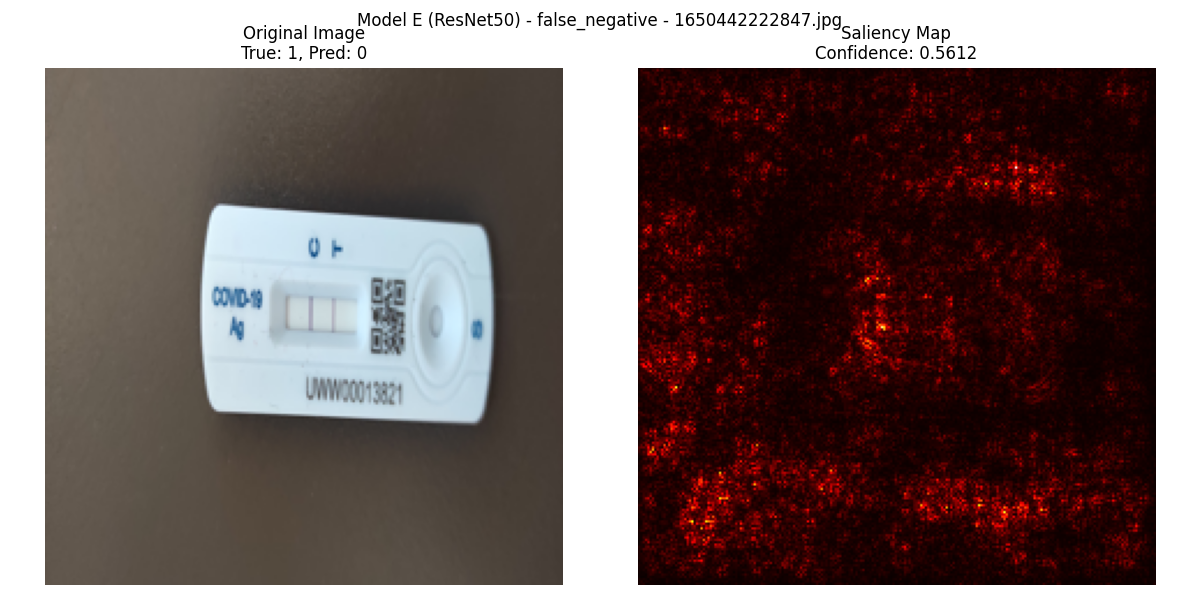 Model E (ResNet50) - false_negative - 1650442222847.jpg
Original Image
True: 1, Pred: 0
Saliency Map
Confidence: 0.5612
C T
COVID-19
Ag
S
UWW00013821